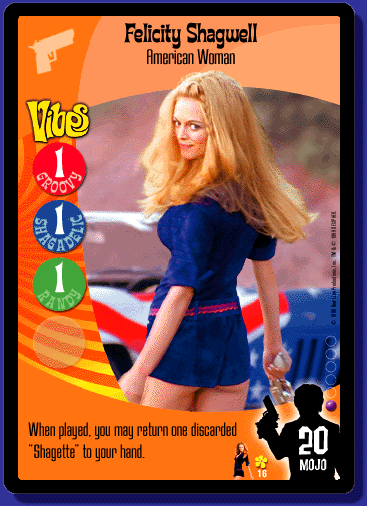 Felicity Shagwell
American Woman
Vibes
1
GROOVY
1
SHAGADELIC
1
RANDY
When played, you may return one discarded
"Shagette" to your hand.
16
20
MOJO